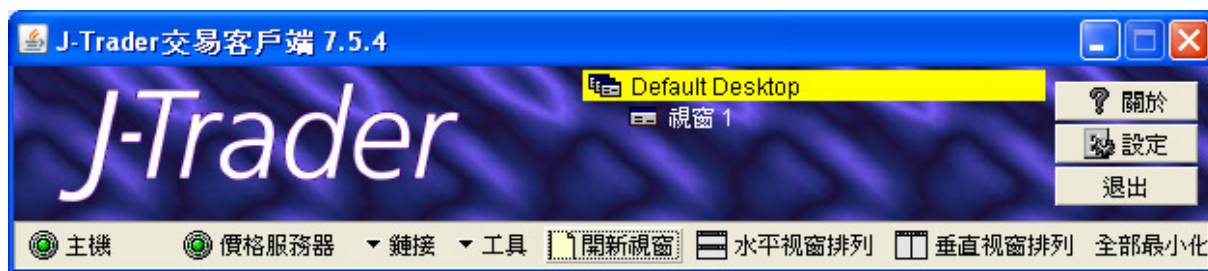 J-Trader交易客戶端 7.5.4
J-Trader
Default Desktop
視窗 1
關於
設定
退出
主機 價格服務器 鏈接 工具 開新視窗 水平視窗排列 垂直視窗排列 全部最小化